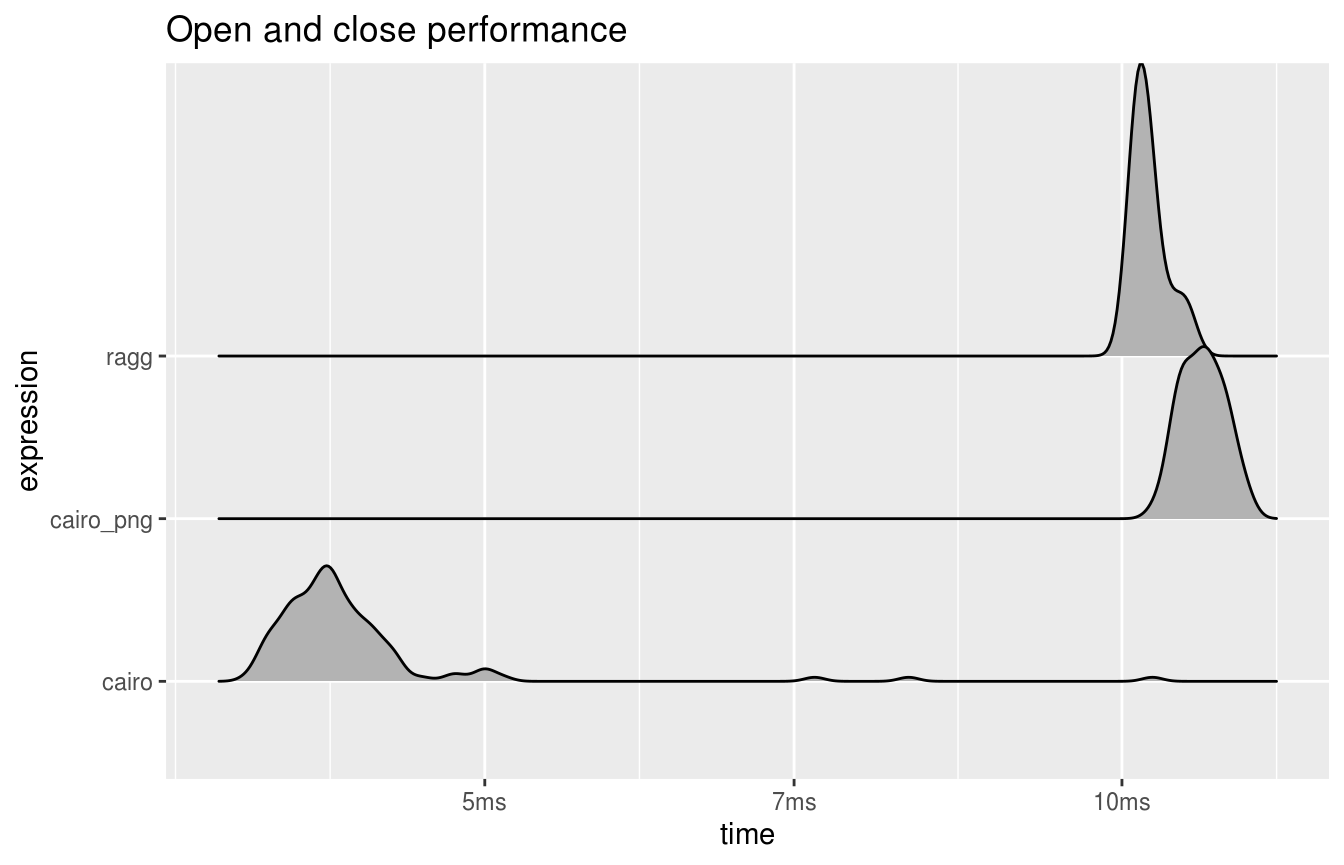 Open and close performance
expression
ragg
cairo_png
cairo
5ms 7ms 10ms
time